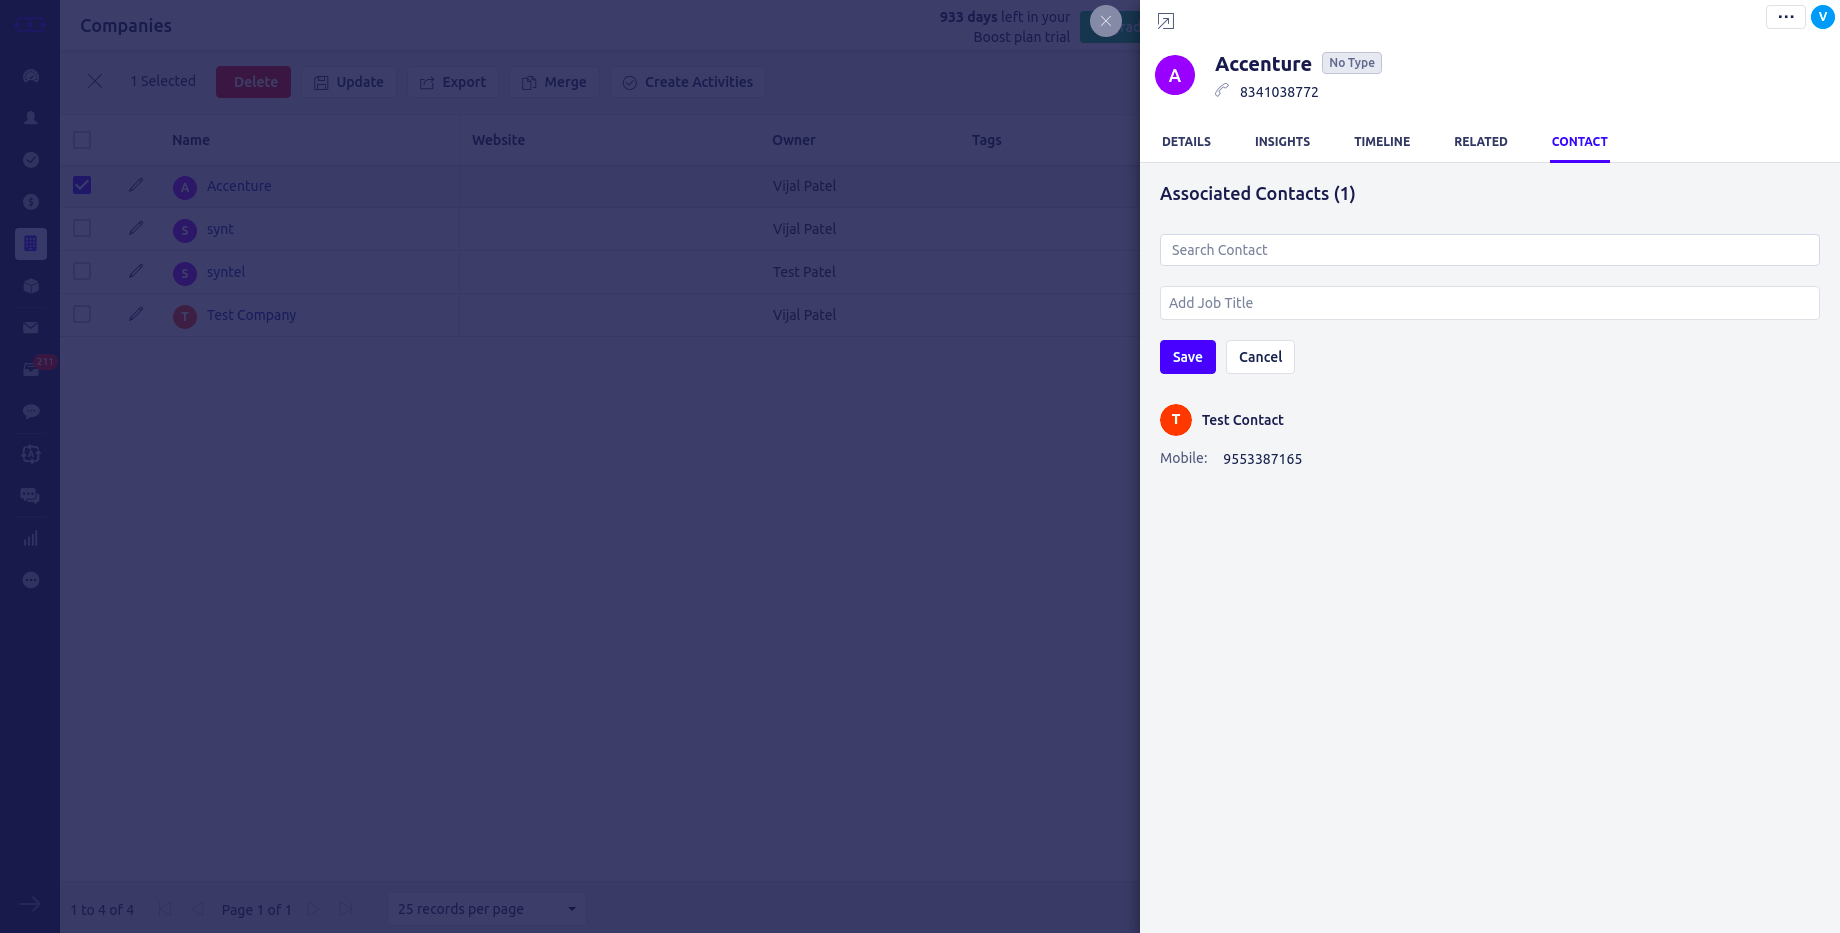 Companies
933 days left in your
Boost plan trial
1 Selected
Delete
Update
Export
Merge
Create Activities
Name
Website
Owner
Tags
A
Accenture
Vijal Patel
S
synt
Vijal Patel
S
syntel
Test Patel
T
Test Company
Vijal Patel
211
1 to 4 of 4
Page 1 of 1
25 records per page
V
A
Accenture
No Type
8341038772
DETAILS
INSIGHTS
TIMELINE
RELATED
CONTACT
Associated Contacts (1)
Search Contact
Add Job Title
Save
Cancel
T
Test Contact
Mobile:
9553387165